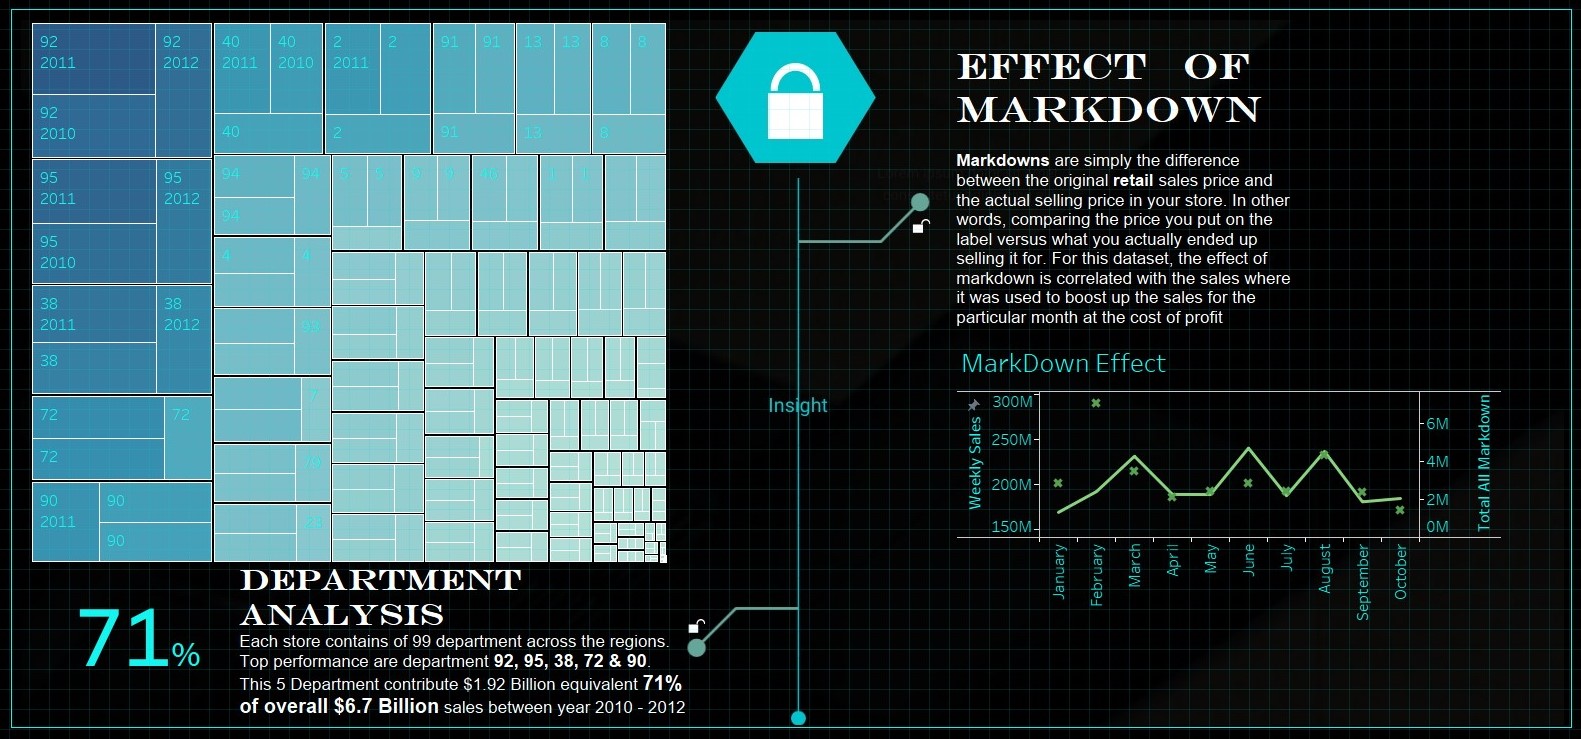 92
2011
92
2012
92
2010
95
2011
95
2012
95
2010
38
2011
38
2012
38
72
72
72
90
2011
90
90
40
2011
40
2010
40
2
2011
2
2
91
91
91
13
13
13
8
8
8
94
94
94
4
4
93
7
79
23
5
5
9
9
46
1
1
DEPARTMENT
ANALYSIS
71%
Each store contains of 99 department across the regions.
Top performance are department 92, 95, 38, 72 & 90.
This 5 Department contribute $1.92 Billion equivalent 71%
of overall $6.7 Billion sales between year 2010 - 2012
Insight
EFFECT OF
MARKDOWN
Markdowns are simply the difference
between the original retail sales price and
the actual selling price in your store. In other
words, comparing the price you put on the
label versus what you actually ended up
selling it for. For this dataset, the effect of
markdown is correlated with the sales where
it was used to boost up the sales for the
particular month at the cost of profit
MarkDown Effect
Weekly Sales
300M
250M
200M
150M
6M
4M
2M
0M
Total All Markdown
January
February
March
April
May
June
July
August
September
October